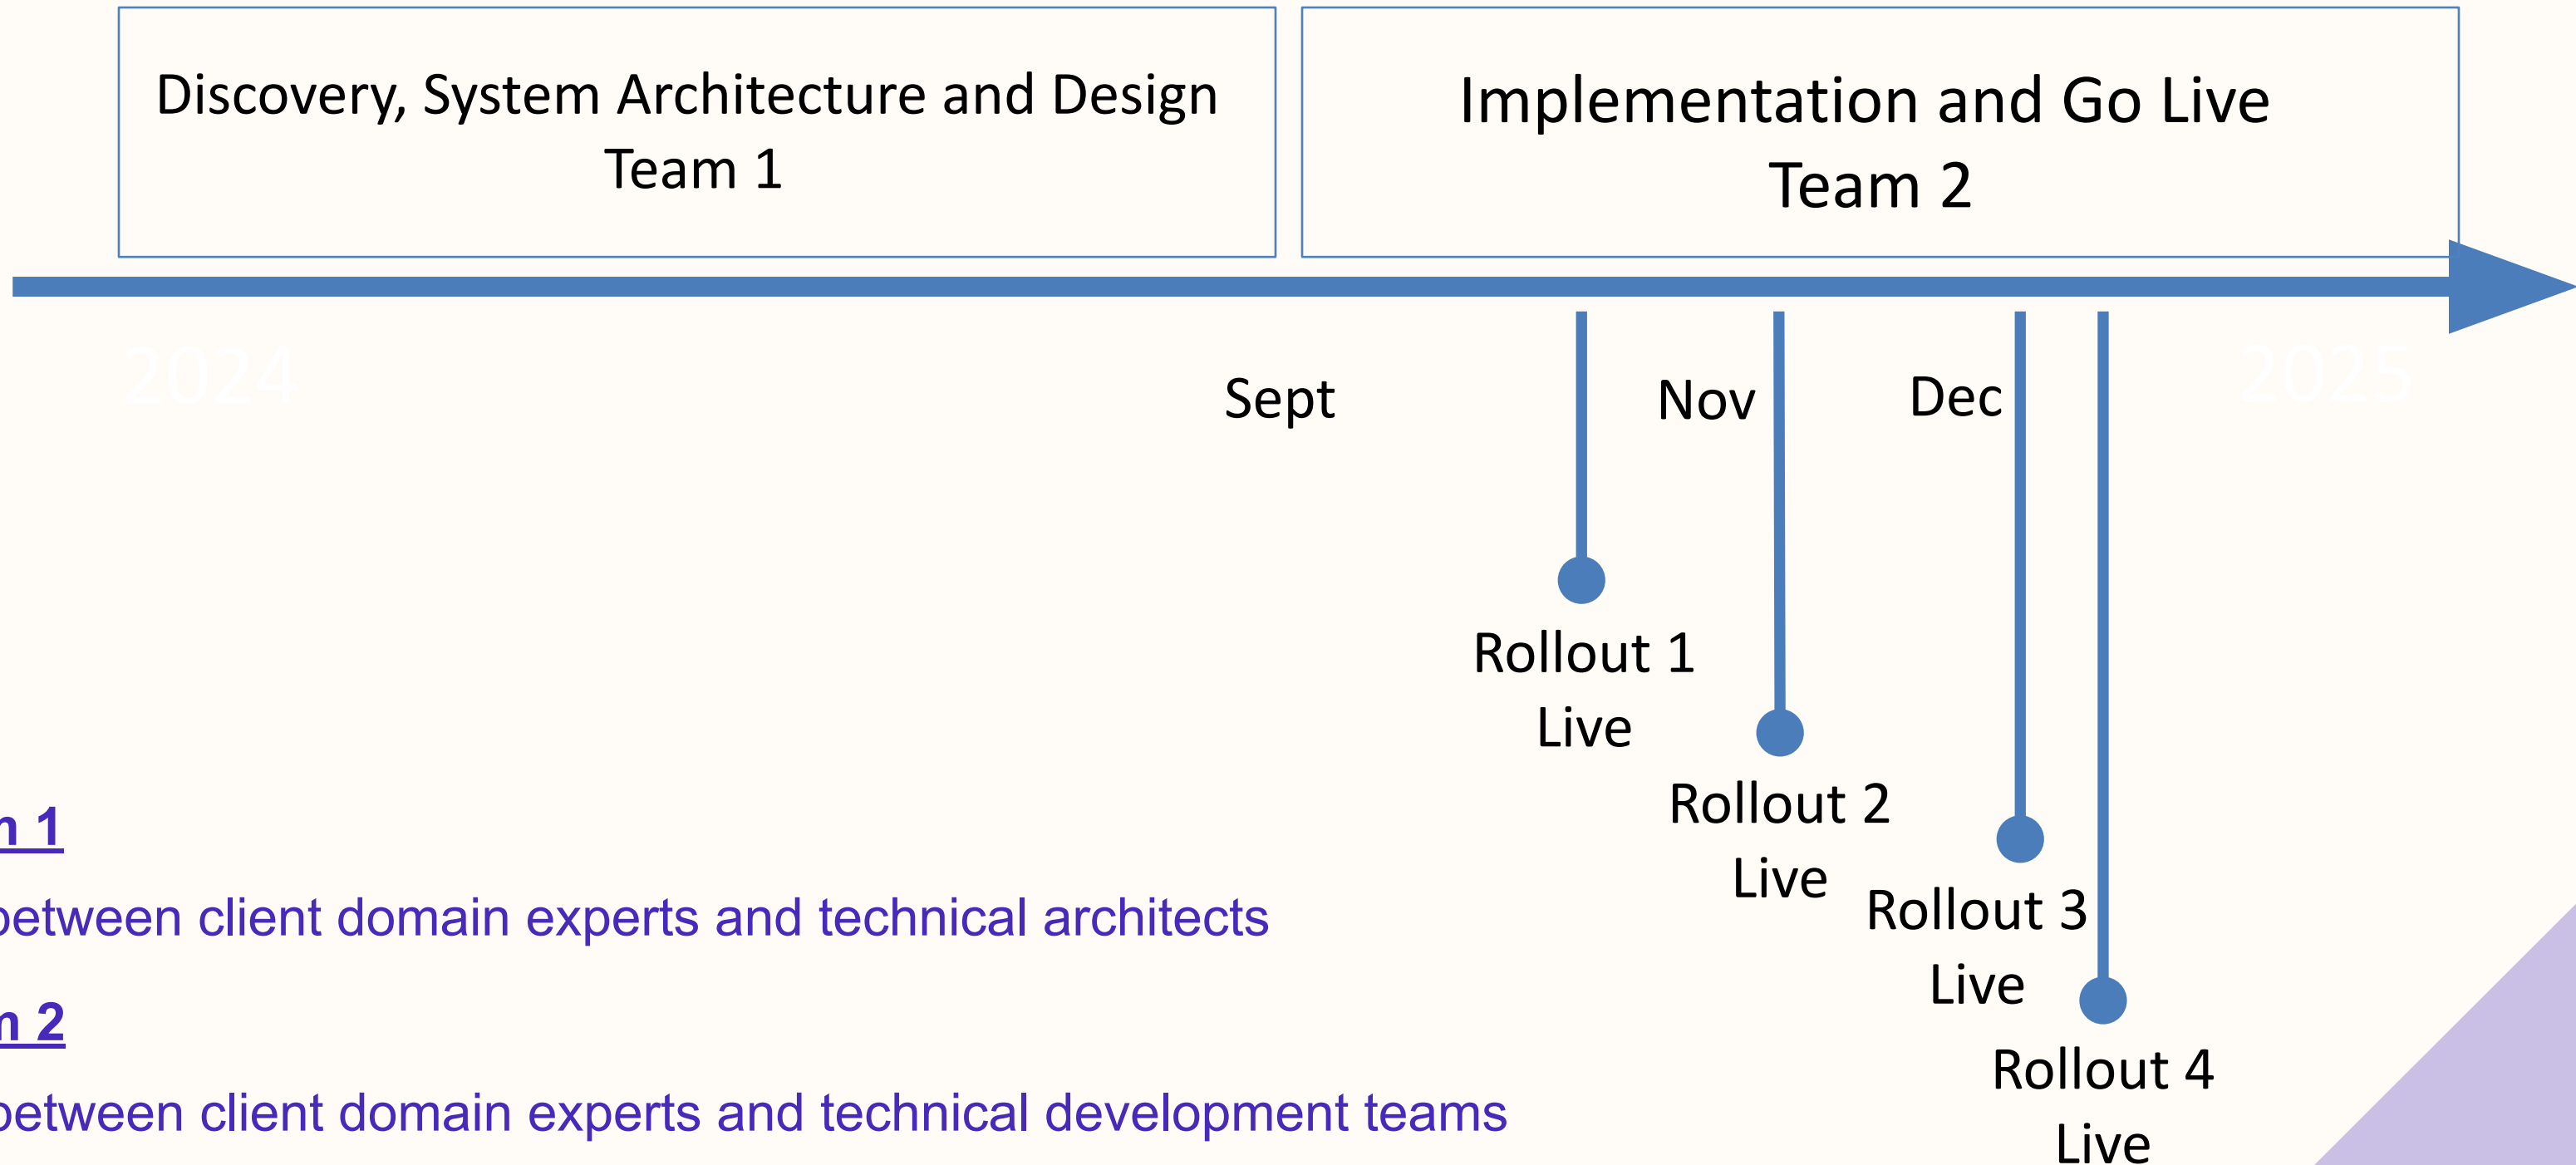 Discovery, System Architecture and Design
Team 1
Implementation and Go Live
Team 2
2024
Sept
Nov
Dec
2025
Rollout 1
Live
Rollout 2
Live
Rollout 3
Live
Rollout 4
Live
1
between client domain experts and technical architects
2
between client domain experts and technical development teams